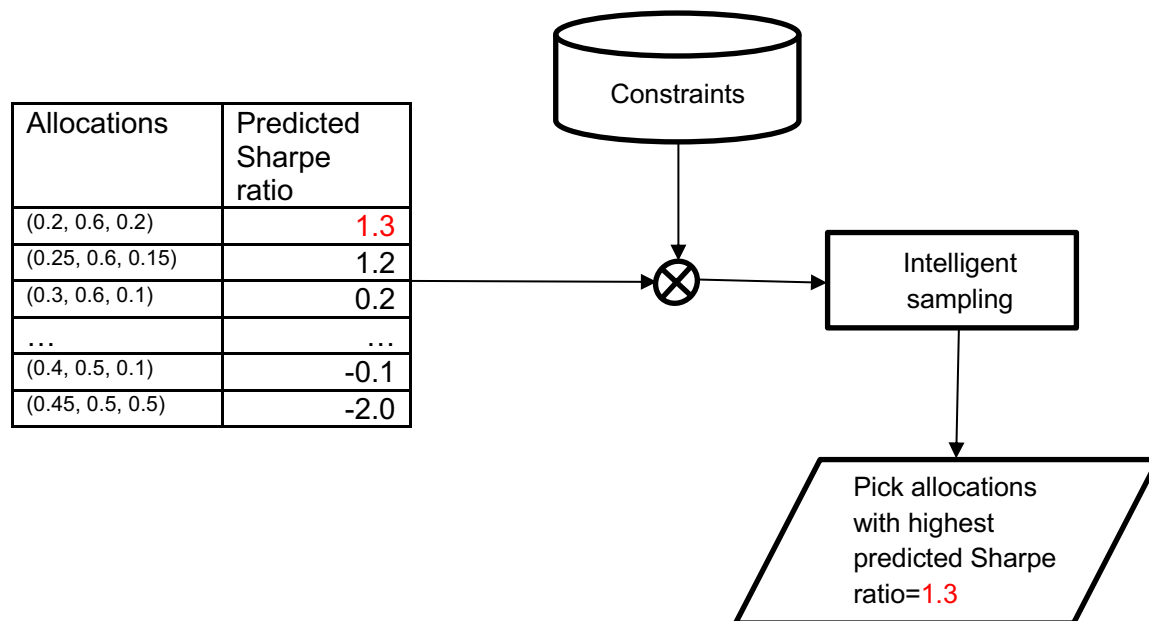 Constraints
Allocations
Predicted
Sharpe
ratio
(0.2, 0.6, 0.2)
1.3
(0.25, 0.6, 0.15)
1.2
(0.3, 0.6, 0.1)
0.2
…
…
(0.4, 0.5, 0.1)
-0.1
(0.45, 0.5, 0.5)
-2.0
Intelligent
sampling
Pick allocations
with highest
predicted Sharpe
ratio=1.3